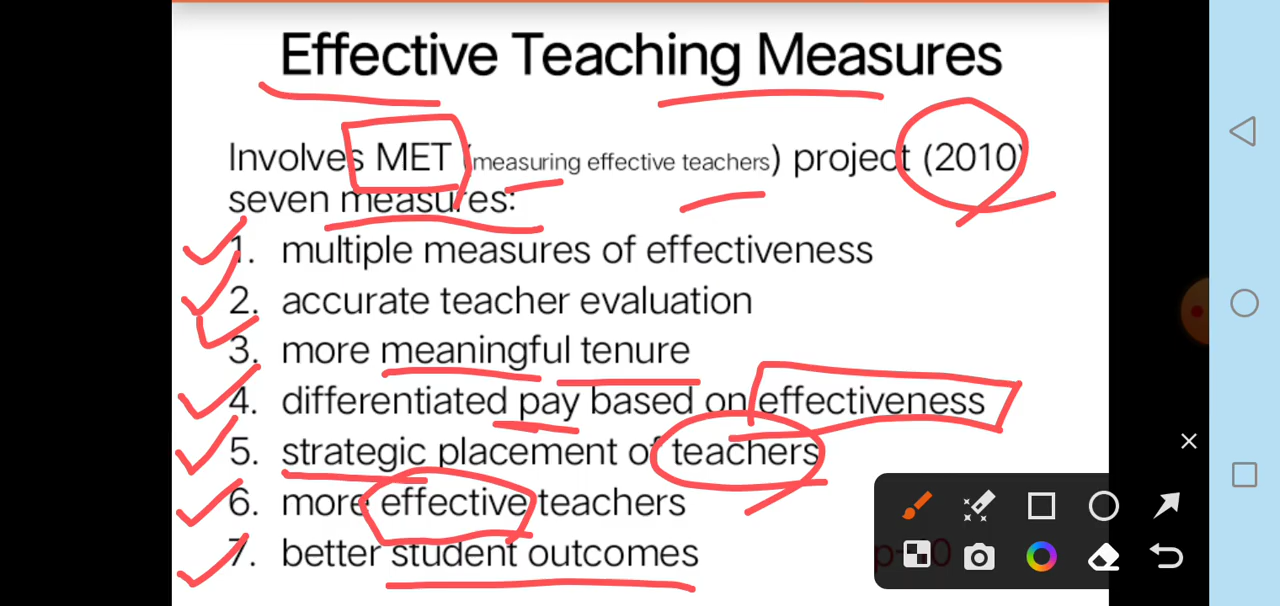 Effective Teaching Measures
Involves MET (measuring effective teachers) project (2010)
seven measures:
1. multiple measures of effectiveness
2. accurate teacher evaluation
3. more meaningful tenure
4. differentiated pay based on effectiveness
5. strategic placement of teachers
6. more effective teachers
7. better student outcomes